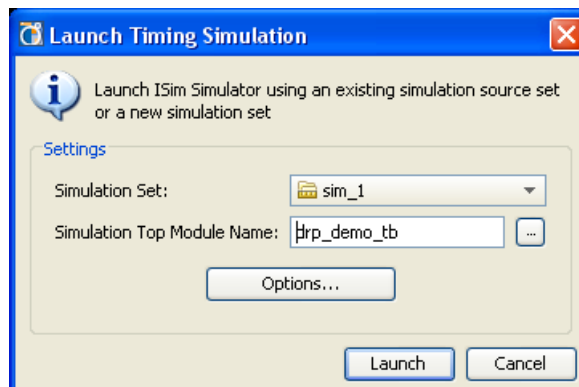 Launch Timing Simulation
Launch ISim Simulator using an existing simulation source set
or a new simulation set
Settings
Simulation Set: sim_1
Simulation Top Module Name: drp_demo_tb ...
Options...
Launch Cancel